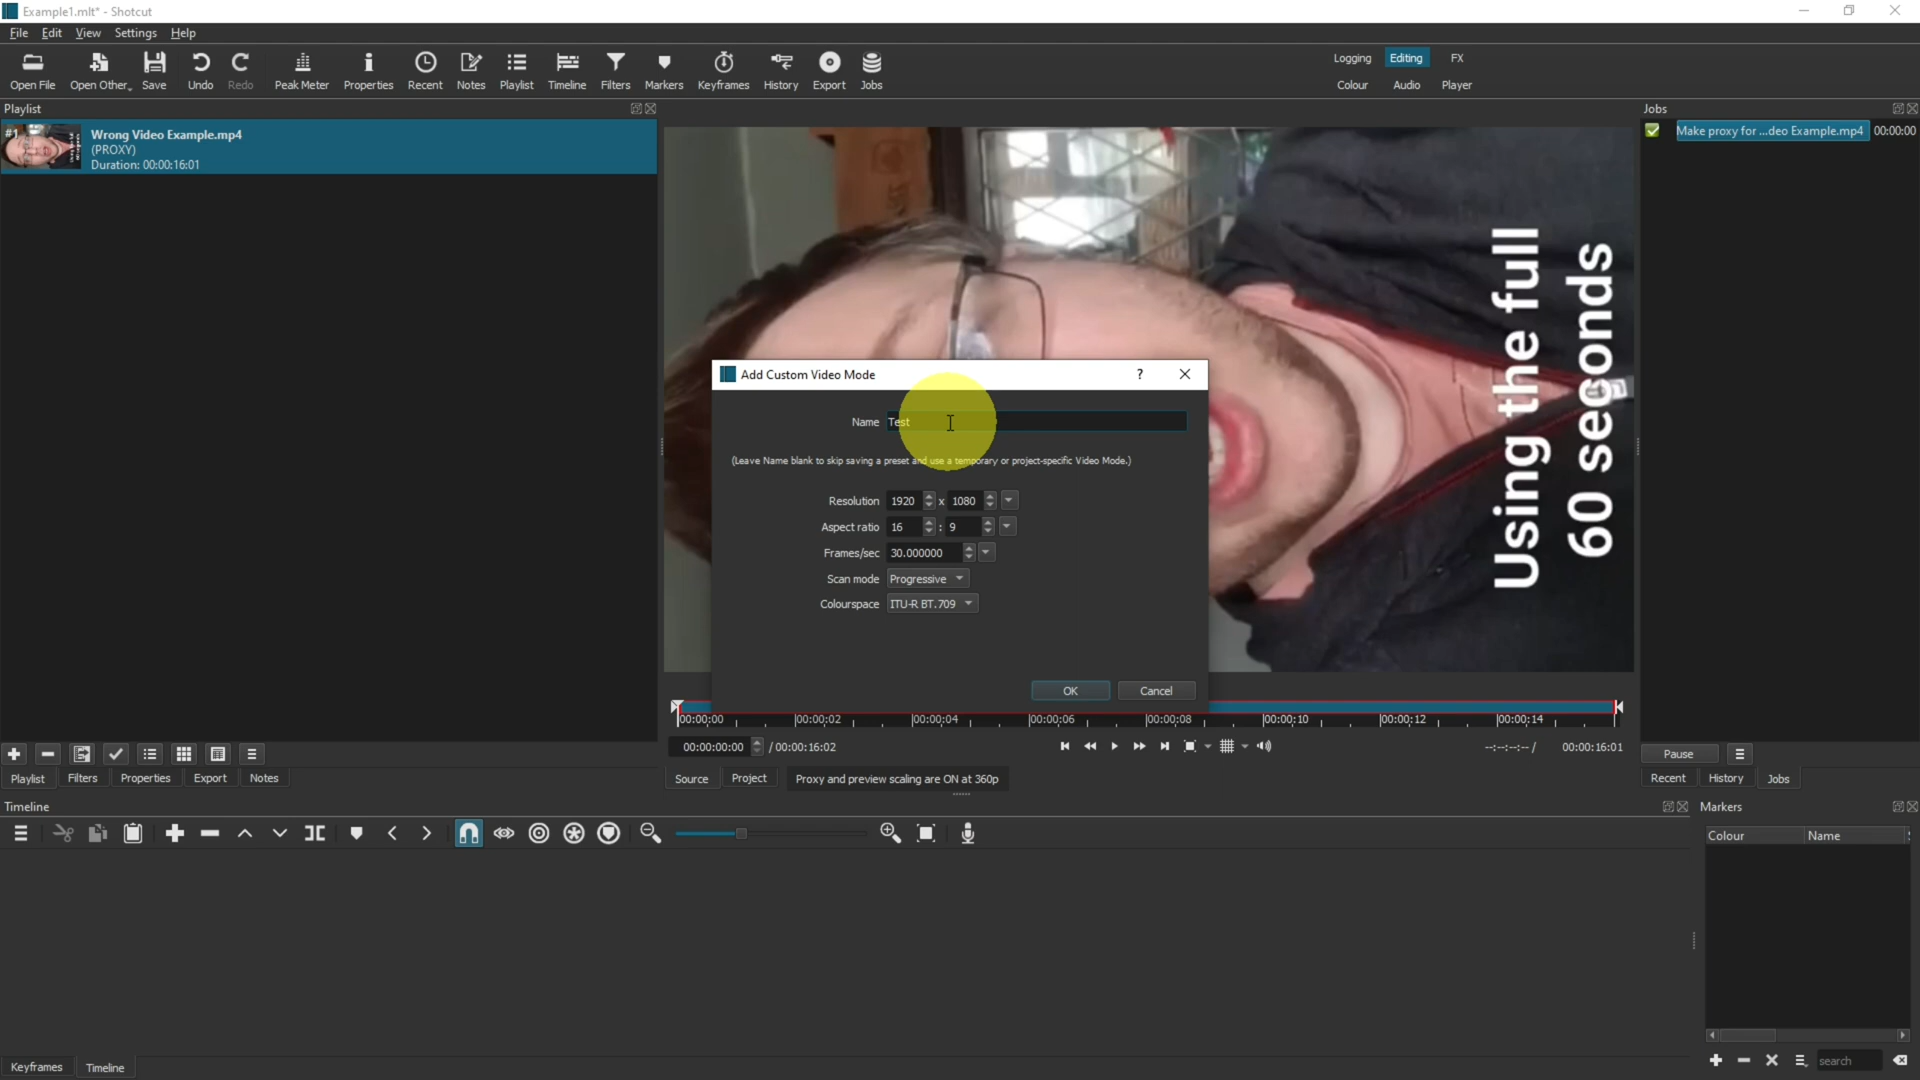 Example1.mlt* - Shotcut
File Edit View Settings Help
Open File Open Other Save Undo Redo Peak Meter Properties Recent Notes Playlist Timeline Filters Markers Keyframes History Export Jobs
Logging Editing FX
Colour Audio Player
Playlist
#1
Wrong Video Example.mp4
(PROXY)
Duration: 00:00:16:01
Using the full
60 seconds
Add Custom Video Mode ?
Name Test
(Leave Name blank to skip saving a preset and use a temporary or project-specific Video Mode.)
Resolution 1920 x 1080
Aspect ratio 16 : 9
Frames/sec 30.000000
Scan mode Progressive
Colourspace ITU-R BT.709
OK Cancel
00:00:00 00:00:02 00:00:04 00:00:06 00:00:08 00:00:10 00:00:12 00:00:14
00:00:00:00 / 00:00:16:02
--:--:--:-- / 00:00:16:01
Playlist Filters Properties Export Notes
Source Project Proxy and preview scaling are ON at 360p
Jobs
Make proxy for ...deo Example.mp4 00:00:00
Pause
Recent History Jobs
Timeline
Markers
Colour Name
search
Keyframes Timeline